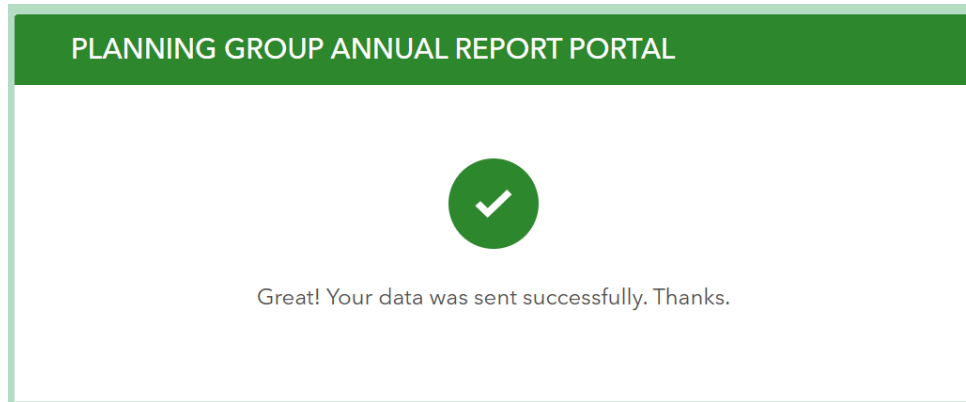 PLANNING GROUP ANNUAL REPORT PORTAL
Great! Your data was sent successfully. Thanks.